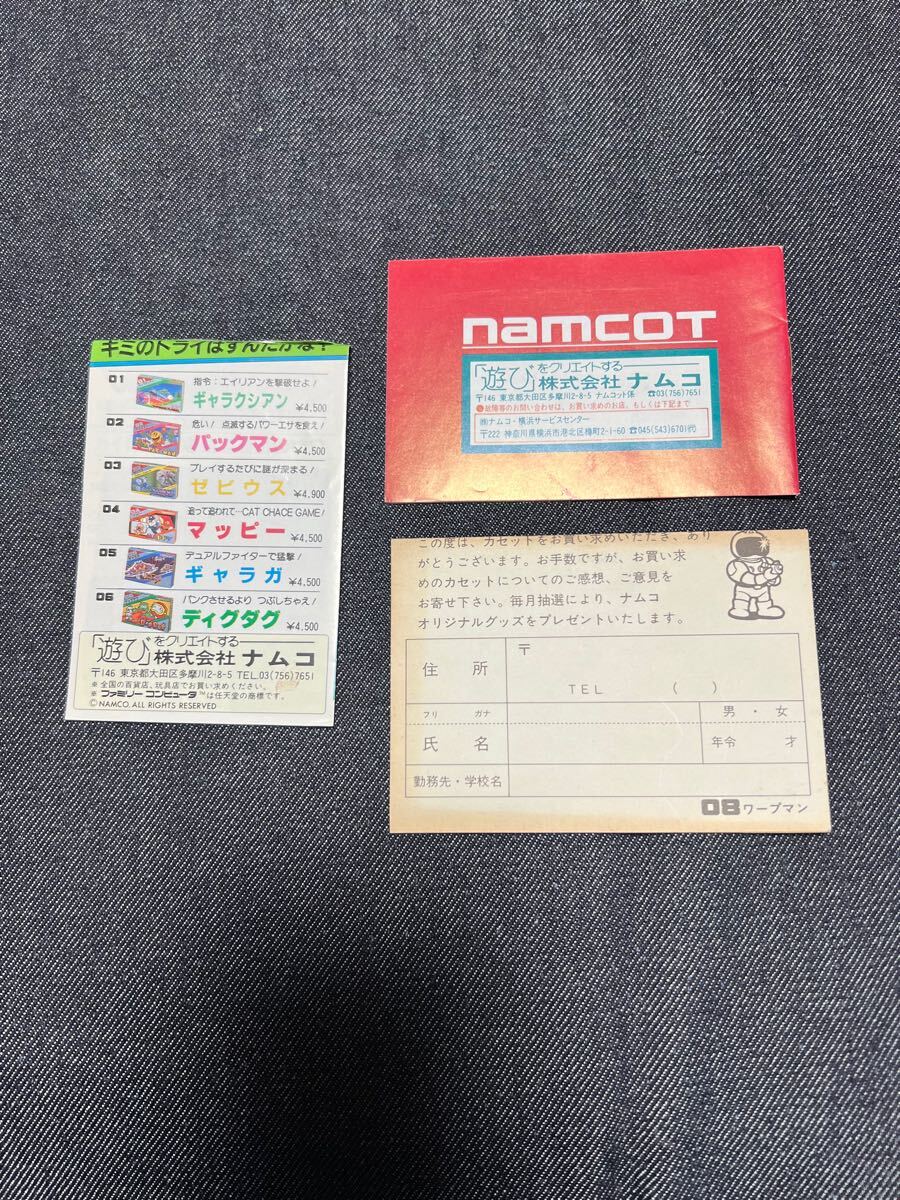 キミのトライはすんだかな?
01 指令:エイリアンを撃破せよ!
ギャラクシアン ¥4,500
02 危い! 点滅するパワーエサを食え!
パックマン ¥4,500
03 プレイするたびに謎が深まる!
ゼビウス ¥4,900
04 追って追われて…CAT CHACE GAME!
マッピー ¥4,500
05 デュアルファイターで猛撃!
ギャラガ ¥4,500
06 パンクさせるより つぶしちゃえ!
ディグダグ ¥4,500
「遊び」をクリエイトする
株式会社 ナムコ
〒146 東京都大田区多摩川2-8-5 TEL.03(756)7651
※全国の百貨店、玩具店でお買い求めください。
※ファミリーコンピュータ™は任天堂の商標です。
©NAMCO.ALL RIGHTS RESERVED
namcot
「遊び」をクリエイトする
株式会社 ナムコ
〒146 東京都大田区多摩川2-8-5 ナムコット係 ☎03(756)7651
●故障等のお問い合わせは、お買い求めのお店、もしくは下記まで
㈱ナムコ・横浜サービスセンター
〒222 神奈川県横浜市港北区樽町2-1-60 ☎045(543)6701㈹
この度は、カセットをお買い求めいただき、あり
がとうございます。お手数ですが、お買い求
めのカセットについてのご感想、ご意見を
お寄せ下さい。毎月抽選により、ナムコ
オリジナルグッズをプレゼントいたします。
住所 〒
TEL ( )
フリガナ
氏名
男・女
年令 才
勤務先・学校名
08 ワープマン